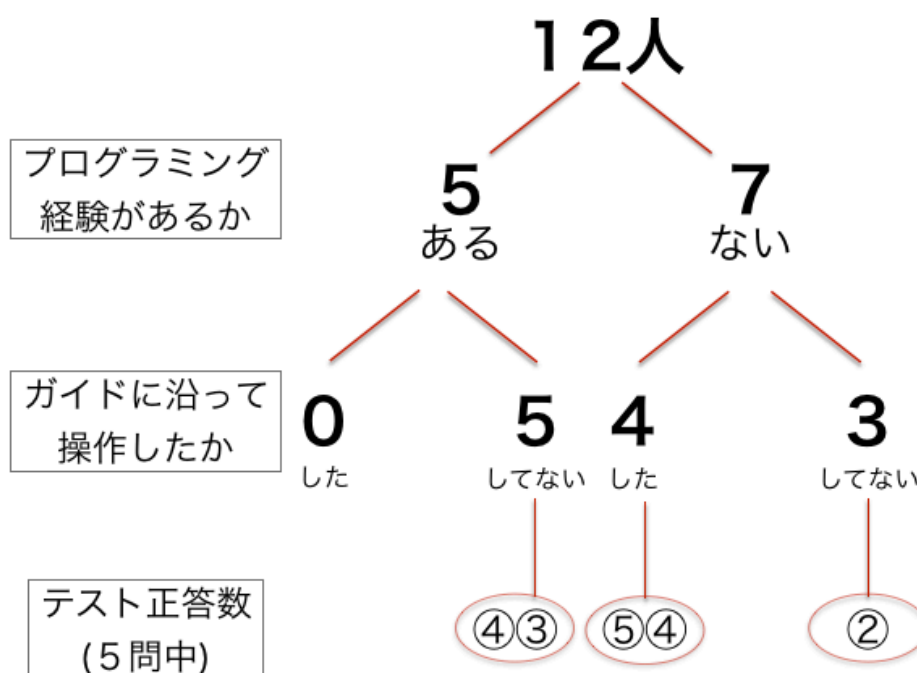 12人
プログラミング
経験があるか
5
ある
7
ない
ガイドに沿って
操作したか
0
した
5
してない
4
した
3
してない
テスト正答数
(5問中)
④③
⑤④
②